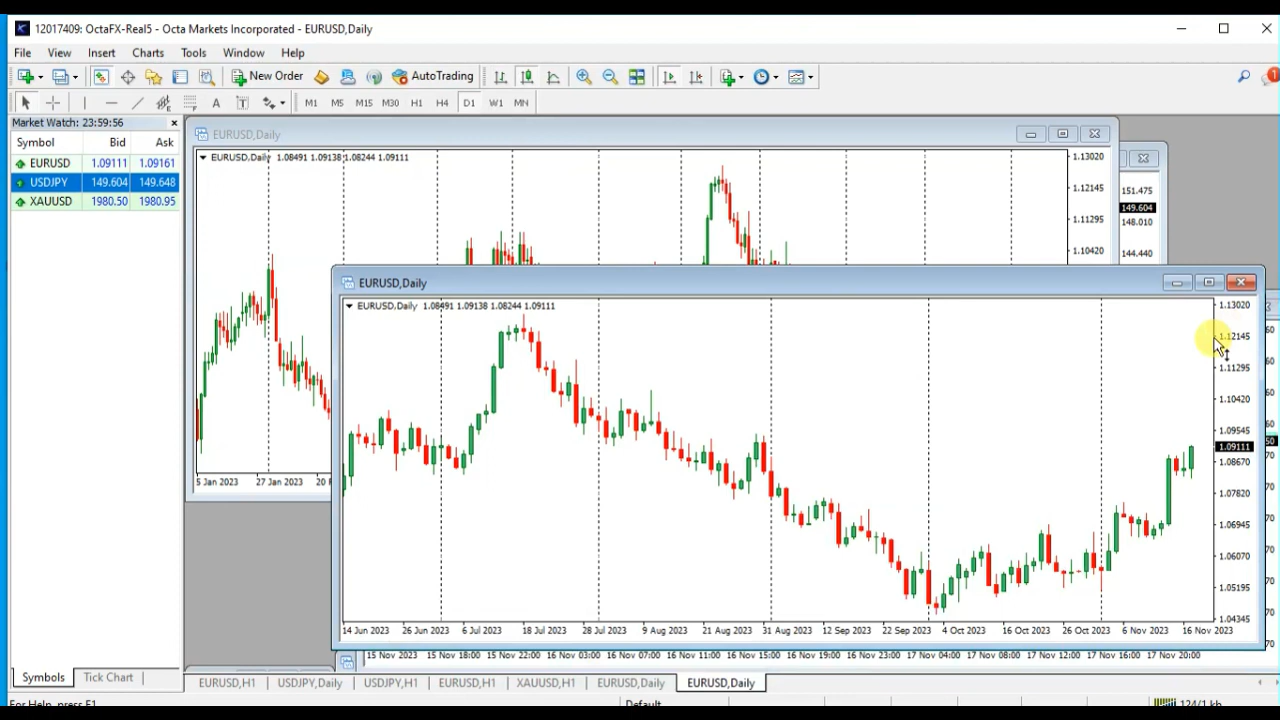 12017409: OctaFX-Real5 - Octa Markets Incorporated - EURUSD,Daily
File View Insert Charts Tools Window Help
New Order AutoTrading
A T M1 M5 M15 M30 H1 H4 D1 W1 MN
Market Watch: 23:59:56
Symbol Bid Ask
EURUSD 1.09111 1.09161
USDJPY 149.604 149.648
XAUUSD 1980.50 1980.95
EURUSD,Daily
EURUSD,Daily 1.08491 1.09138 1.08244 1.09111
1.13020
1.12145
1.11295
1.10420
151.475
149.604
148.010
144.440
5 Jan 2023 27 Jan 2023
EURUSD,Daily
EURUSD,Daily 1.08491 1.09138 1.08244 1.09111
1.13020
1.12145
1.11295
1.10420
1.09545
1.09111
1.08670
1.07820
1.06945
1.06070
1.05195
1.04345
14 Jun 2023 26 Jun 2023 6 Jul 2023 18 Jul 2023 28 Jul 2023 9 Aug 2023 21 Aug 2023 31 Aug 2023 12 Sep 2023 22 Sep 2023 4 Oct 2023 16 Oct 2023 26 Oct 2023 6 Nov 2023 16 Nov 2023
15 Nov 2023 15 Nov 18:00 15 Nov 22:00 16 Nov 03:00 16 Nov 07:00 16 Nov 11:00 16 Nov 15:00 16 Nov 19:00 16 Nov 23:00 17 Nov 04:00 17 Nov 08:00 17 Nov 12:00 17 Nov 16:00 17 Nov 20:00
Symbols Tick Chart
EURUSD,H1 USDJPY,Daily USDJPY,H1 EURUSD,H1 XAUUSD,H1 EURUSD,Daily EURUSD,Daily
For Help, press F1 Default 124/1 kb